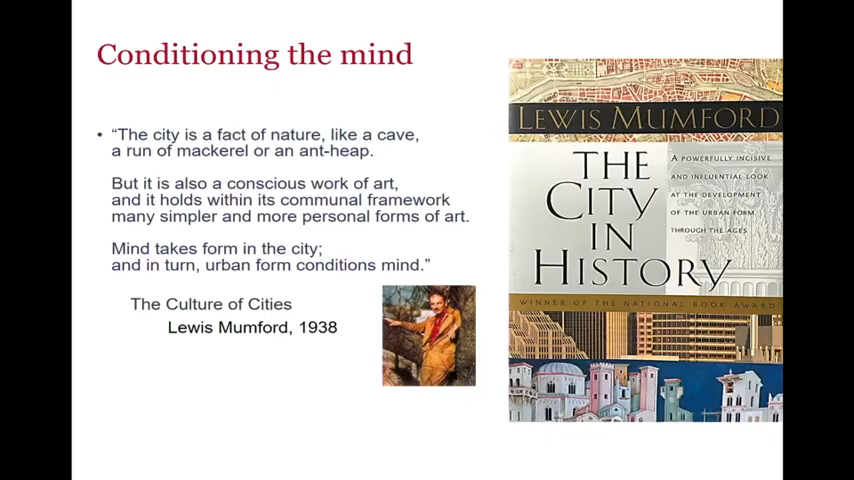 Conditioning the mind
• “The city is a fact of nature, like a cave,
a run of mackerel or an ant-heap.
But it is also a conscious work of art,
and it holds within its communal framework
many simpler and more personal forms of art.
Mind takes form in the city;
and in turn, urban form conditions mind.”
The Culture of Cities
Lewis Mumford, 1938
LEWIS MUMFORD
THE
CITY
IN
HISTORY
A POWERFULLY INCISIVE
AND INFLUENTIAL LOOK
AT THE DEVELOPMENT
OF THE URBAN FORM
THROUGH THE AGES
WINNER OF THE NATIONAL BOOK AWARD